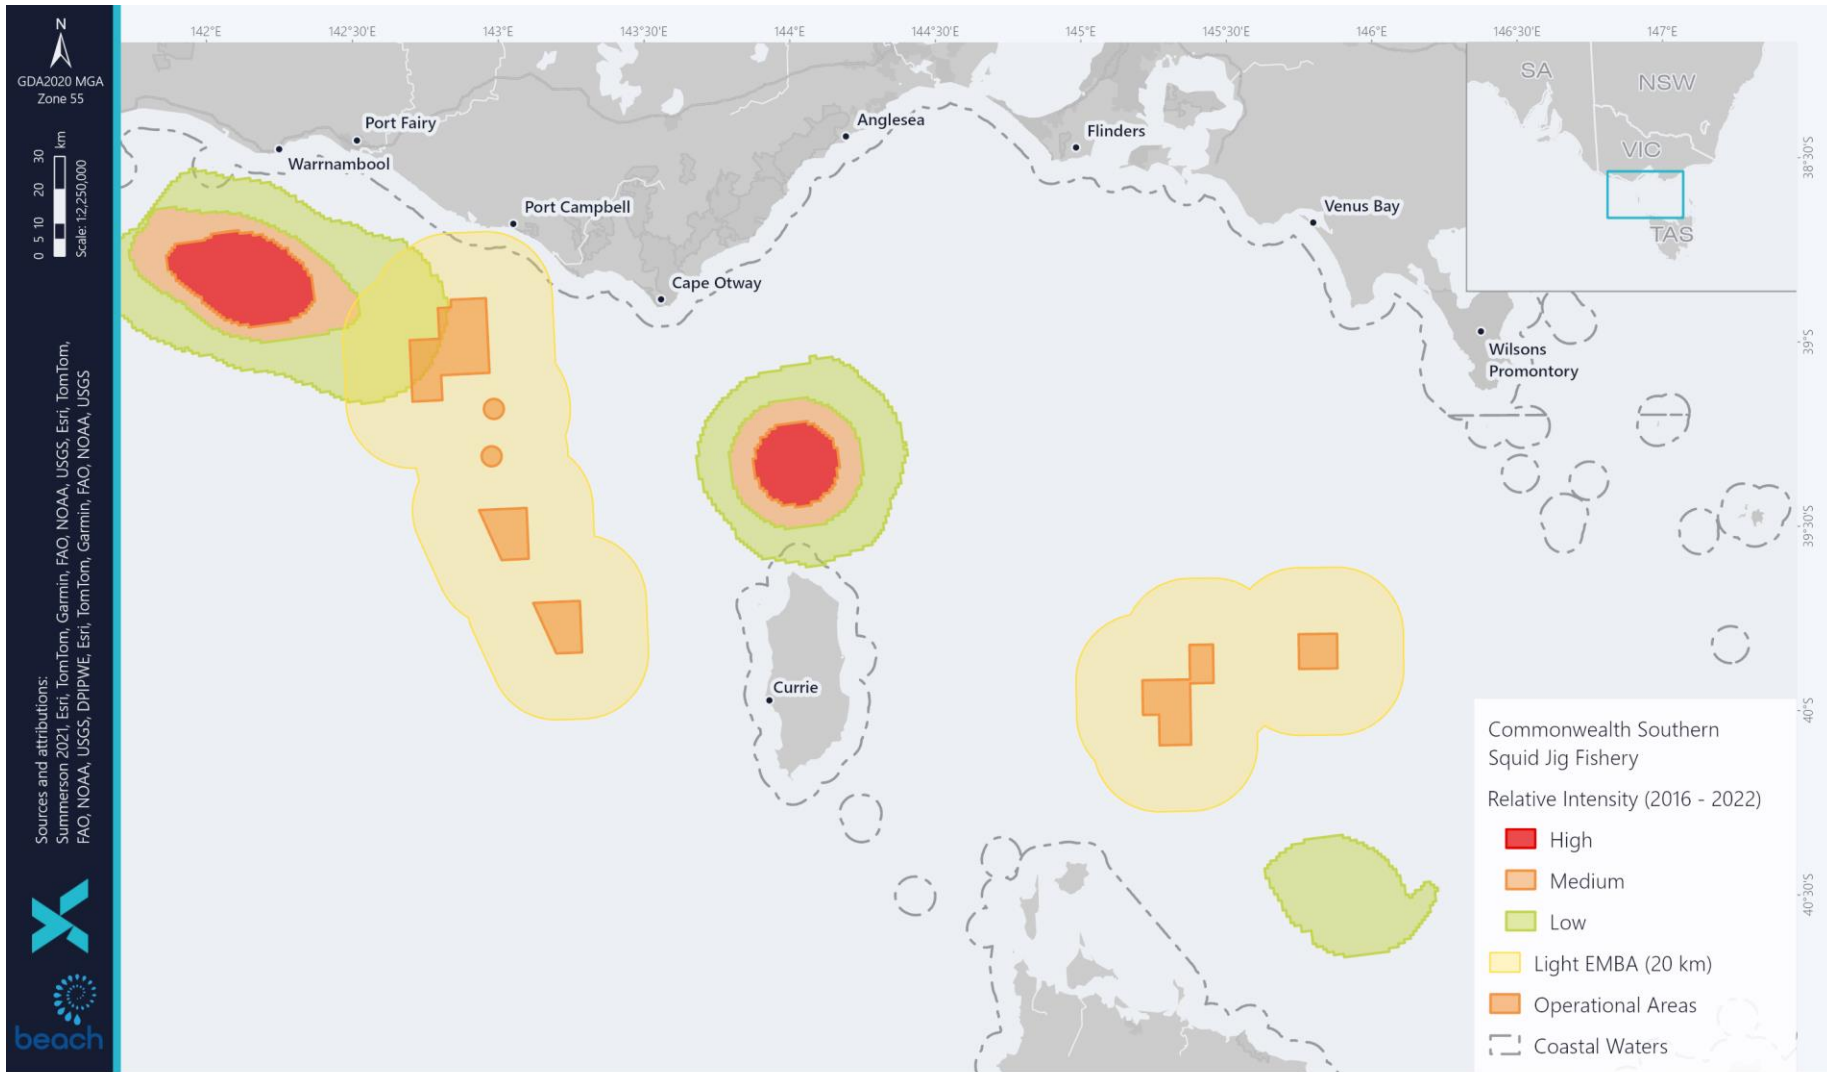 N
GDA2020 MGA
Zone 55
0 5 10 20 30
km
Scale: 1:2,250,000
Sources and attributions:
Summerson 2021, Esri, TomTom, Garmin, FAO, NOAA, USGS, Esri, TomTom,
FAO, NOAA, USGS, DPIPWE, Esri, TomTom, Garmin, FAO, NOAA, USGS
beach
142°E
142°30'E
143°E
143°30'E
144°E
144°30'E
145°E
145°30'E
146°E
146°30'E
147°E
38°30'S
39°S
39°30'S
40°S
40°30'S
SA
NSW
VIC
TAS
Port Fairy
Warrnambool
Anglesea
Flinders
Port Campbell
Venus Bay
Cape Otway
Wilsons
Promontory
Currie
Commonwealth Southern
Squid Jig Fishery
Relative Intensity (2016 - 2022)
High
Medium
Low
Light EMBA (20 km)
Operational Areas
Coastal Waters